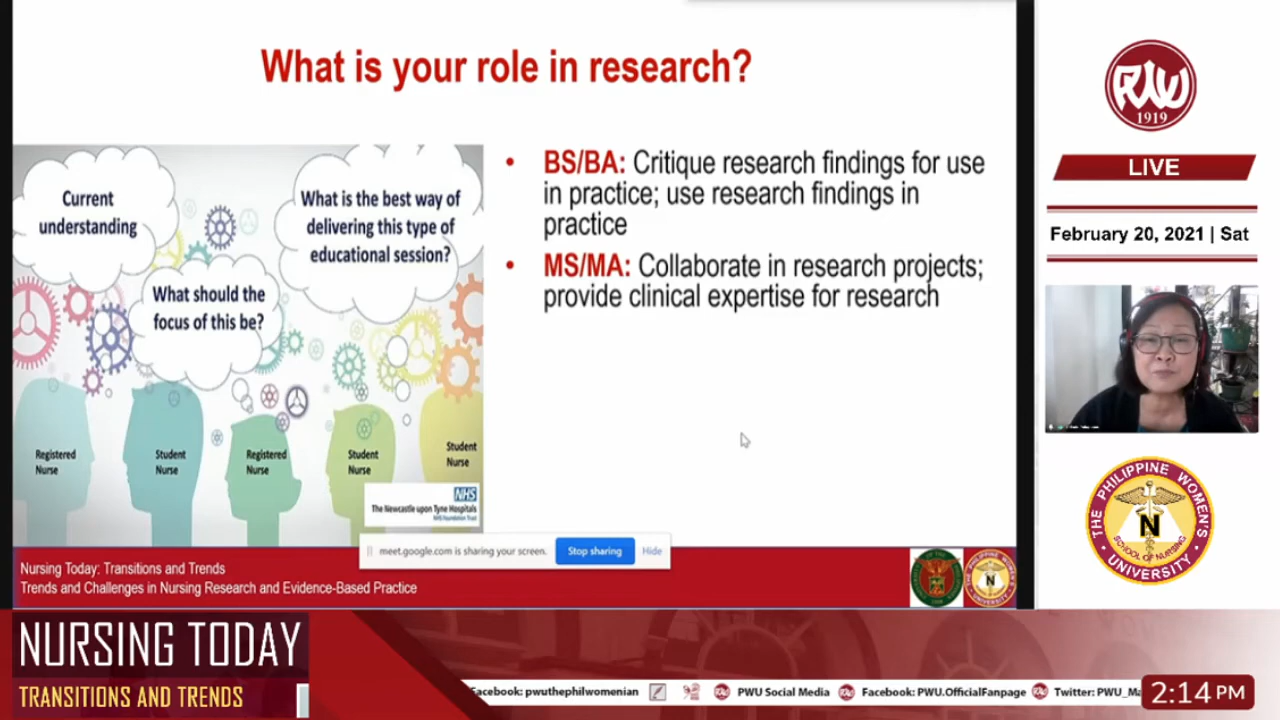 What is your role in research?
Current
understanding
What is the best way of
delivering this type of
educational session?
What should the
focus of this be?
Registered
Nurse
Student
Nurse
Registered
Nurse
Student
Nurse
Student
Nurse
NHS
The Newcastle upon Tyne Hospitals
NHS Foundation Trust
• BS/BA: Critique research findings for use
in practice; use research findings in
practice
• MS/MA: Collaborate in research projects;
provide clinical expertise for research
meet.google.com is sharing your screen.
Stop sharing
Hide
Nursing Today: Transitions and Trends
Trends and Challenges in Nursing Research and Evidence-Based Practice
PWU
1919
LIVE
February 20, 2021 | Sat
THE PHILIPPINE WOMEN'S
UNIVERSITY
SCHOOL OF NURSING
N
NURSING TODAY
TRANSITIONS AND TRENDS
Facebook: pwuthephilwomenian
PWU Social Media
Facebook: PWU.OfficialFanpage
Twitter: PWU_Ma
2:14 PM